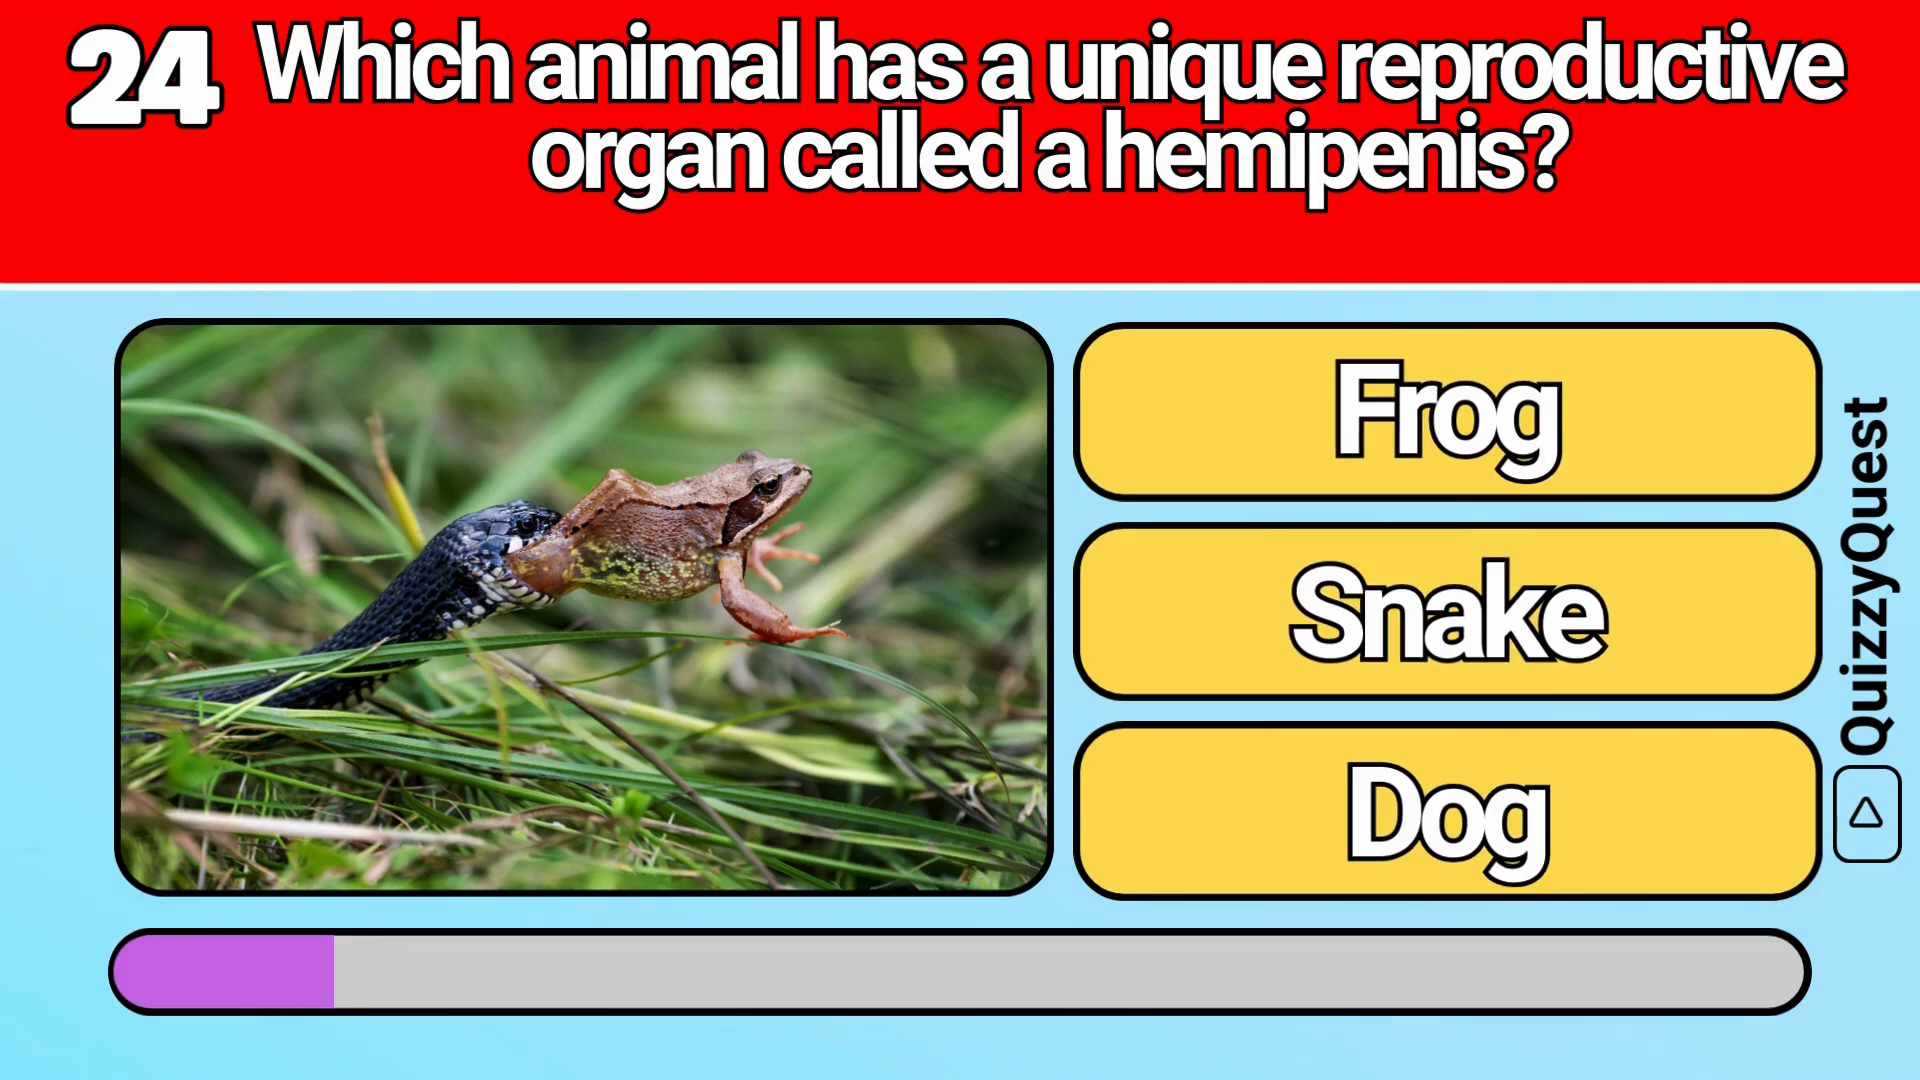 24 Which animal has a unique reproductive
organ called a hemipenis?
Frog
Snake
Dog
QuizzyQuest